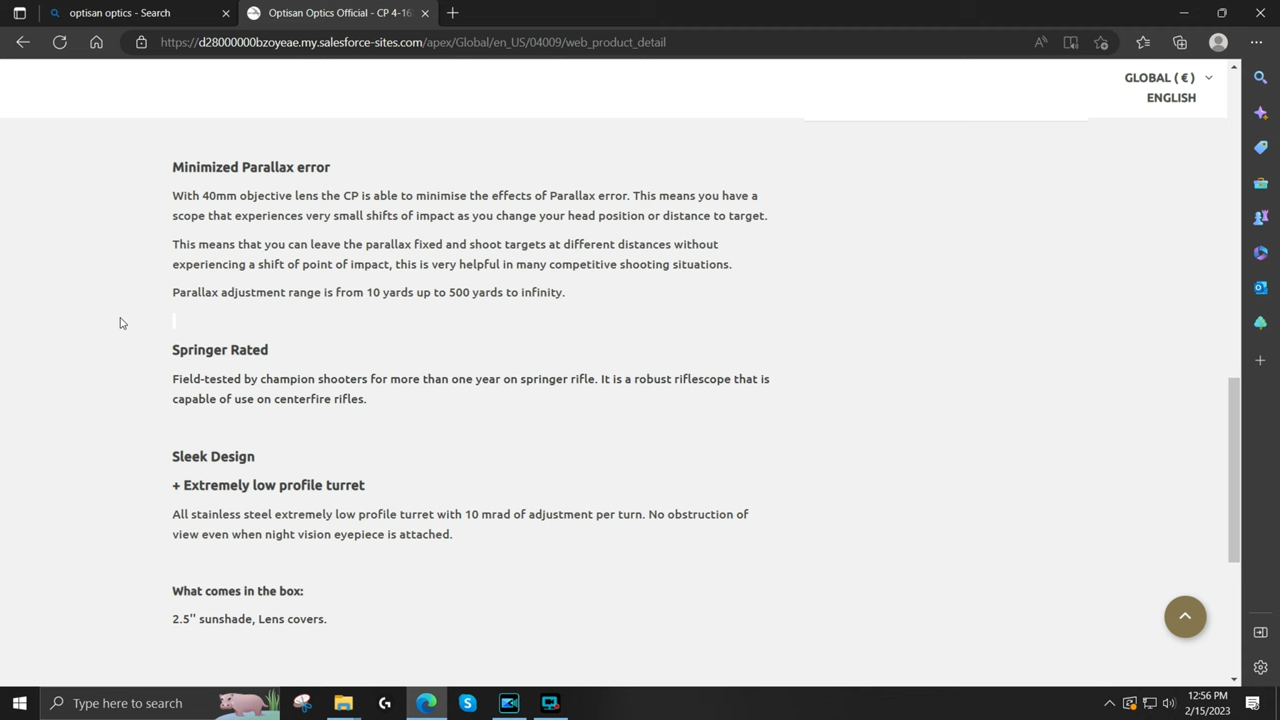 optisan optics - Search
Optisan Optics Official - CP 4-16
https://d28000000bzoyeae.my.salesforce-sites.com/apex/Global/en_US/04009/web_product_detail
GLOBAL ( € )
ENGLISH
Minimized Parallax error
With 40mm objective lens the CP is able to minimise the effects of Parallax error. This means you have a
scope that experiences very small shifts of impact as you change your head position or distance to target.
This means that you can leave the parallax fixed and shoot targets at different distances without
experiencing a shift of point of impact, this is very helpful in many competitive shooting situations.
Parallax adjustment range is from 10 yards up to 500 yards to infinity.
Springer Rated
Field-tested by champion shooters for more than one year on springer rifle. It is a robust riflescope that is
capable of use on centerfire rifles.
Sleek Design
+ Extremely low profile turret
All stainless steel extremely low profile turret with 10 mrad of adjustment per turn. No obstruction of
view even when night vision eyepiece is attached.
What comes in the box:
2.5'' sunshade, Lens covers.
Type here to search
12:56 PM
2/15/2023